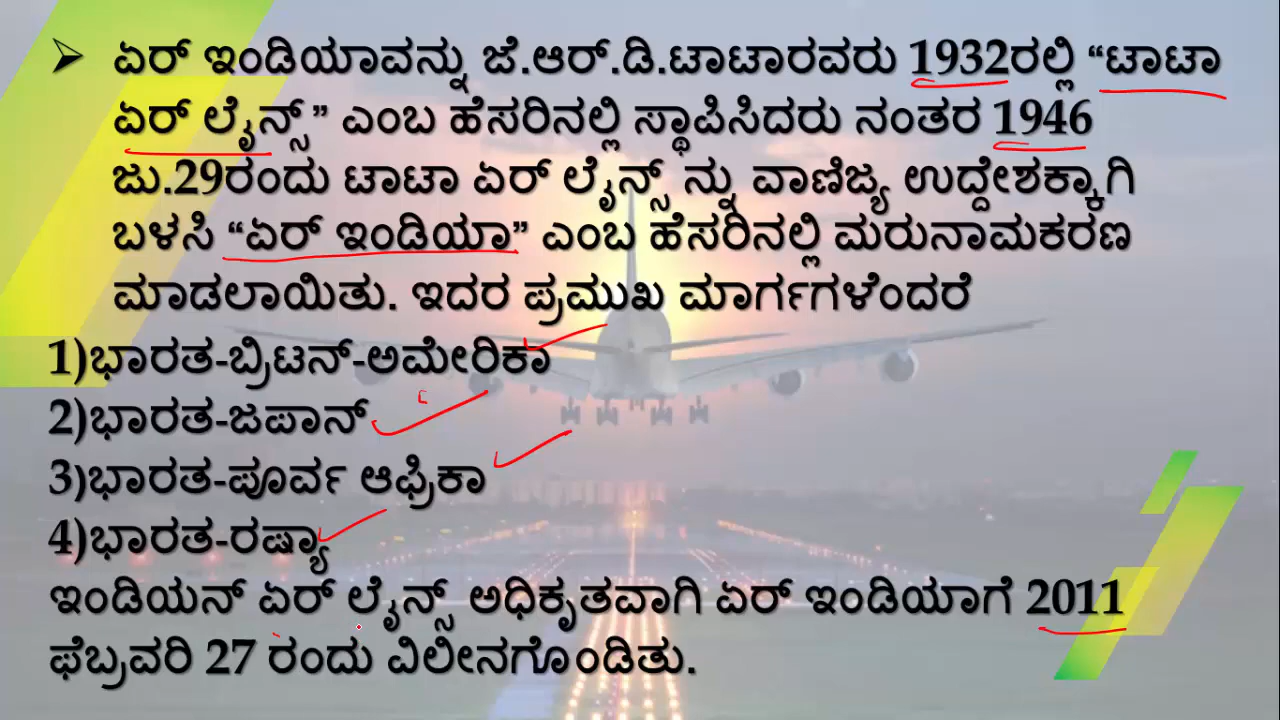 ➢ ಏರ್ ಇಂಡಿಯಾವನ್ನು ಜೆ.ಆರ್.ಡಿ.ಟಾಟಾರವರು 1932ರಲ್ಲಿ “ಟಾಟಾ
ಏರ್ ಲೈನ್ಸ್” ಎಂಬ ಹೆಸರಿನಲ್ಲಿ ಸ್ಥಾಪಿಸಿದರು ನಂತರ 1946
ಜು.29ರಂದು ಟಾಟಾ ಏರ್ ಲೈನ್ಸ್ ನ್ನು ವಾಣಿಜ್ಯ ಉದ್ದೇಶಕ್ಕಾಗಿ
ಬಳಸಿ “ಏರ್ ಇಂಡಿಯಾ” ಎಂಬ ಹೆಸರಿನಲ್ಲಿ ಮರುನಾಮಕರಣ
ಮಾಡಲಾಯಿತು. ಇದರ ಪ್ರಮುಖ ಮಾರ್ಗಗಳೆಂದರೆ
1)ಭಾರತ-ಬ್ರಿಟನ್-ಅಮೇರಿಕಾ
2)ಭಾರತ-ಜಪಾನ್
3)ಭಾರತ-ಪೂರ್ವ ಆಫ್ರಿಕಾ
4)ಭಾರತ-ರಷ್ಯಾ
ಇಂಡಿಯನ್ ಏರ್ ಲೈನ್ಸ್ ಅಧಿಕೃತವಾಗಿ ಏರ್ ಇಂಡಿಯಾಗೆ 2011
ಫೆಬ್ರವರಿ 27 ರಂದು ವಿಲೀನಗೊಂಡಿತು.